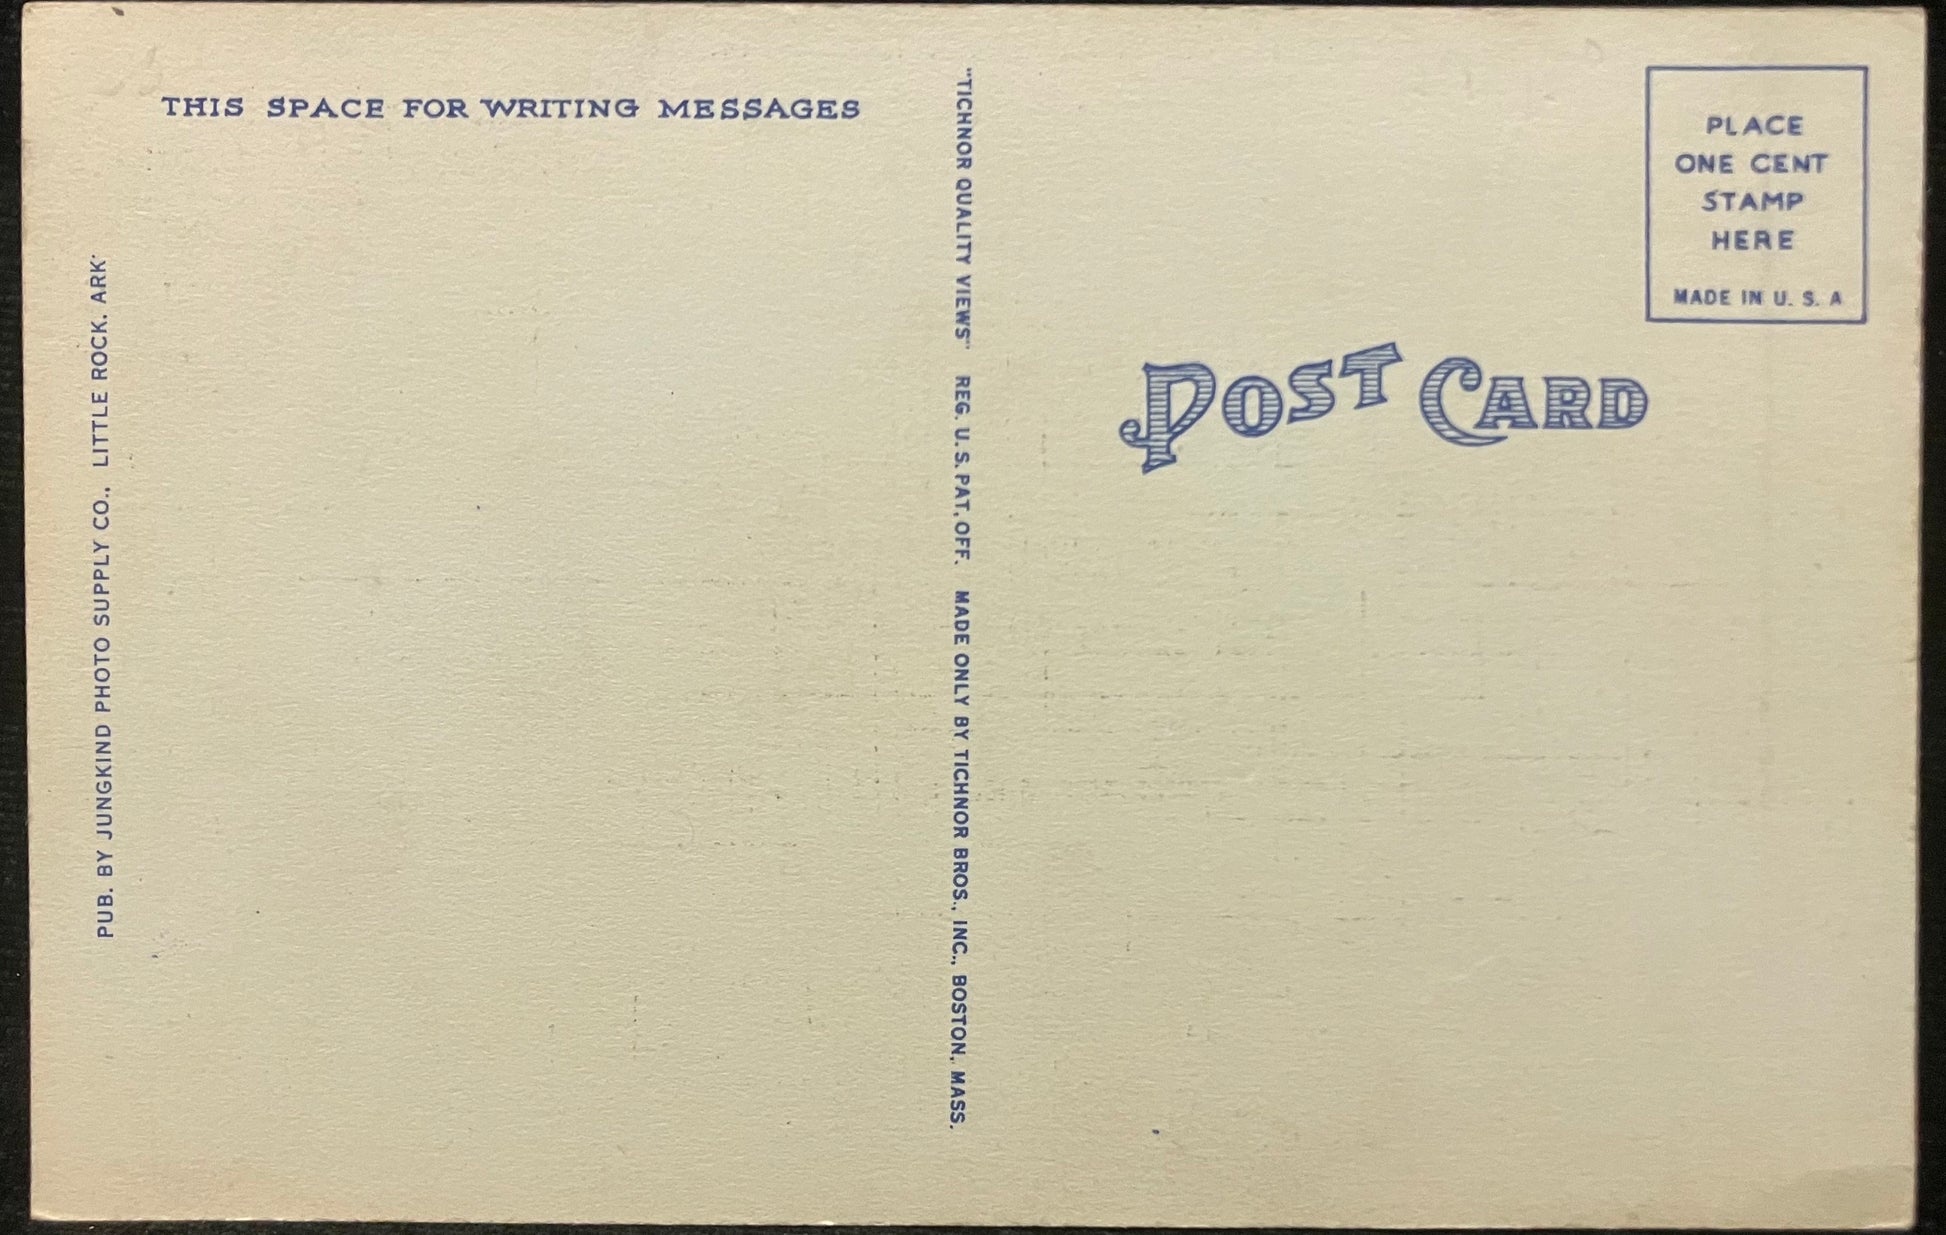 THIS SPACE FOR WRITING MESSAGES
PUB. BY JUNGKIND PHOTO SUPPLY CO., LITTLE ROCK. ARK.
"TICHNOR QUALITY VIEWS" REG. U. S. PAT. OFF. MADE ONLY BY TICHNOR BROS., INC., BOSTON, MASS.
PLACE
ONE CENT
STAMP
HERE
MADE IN U. S. A
POST CARD